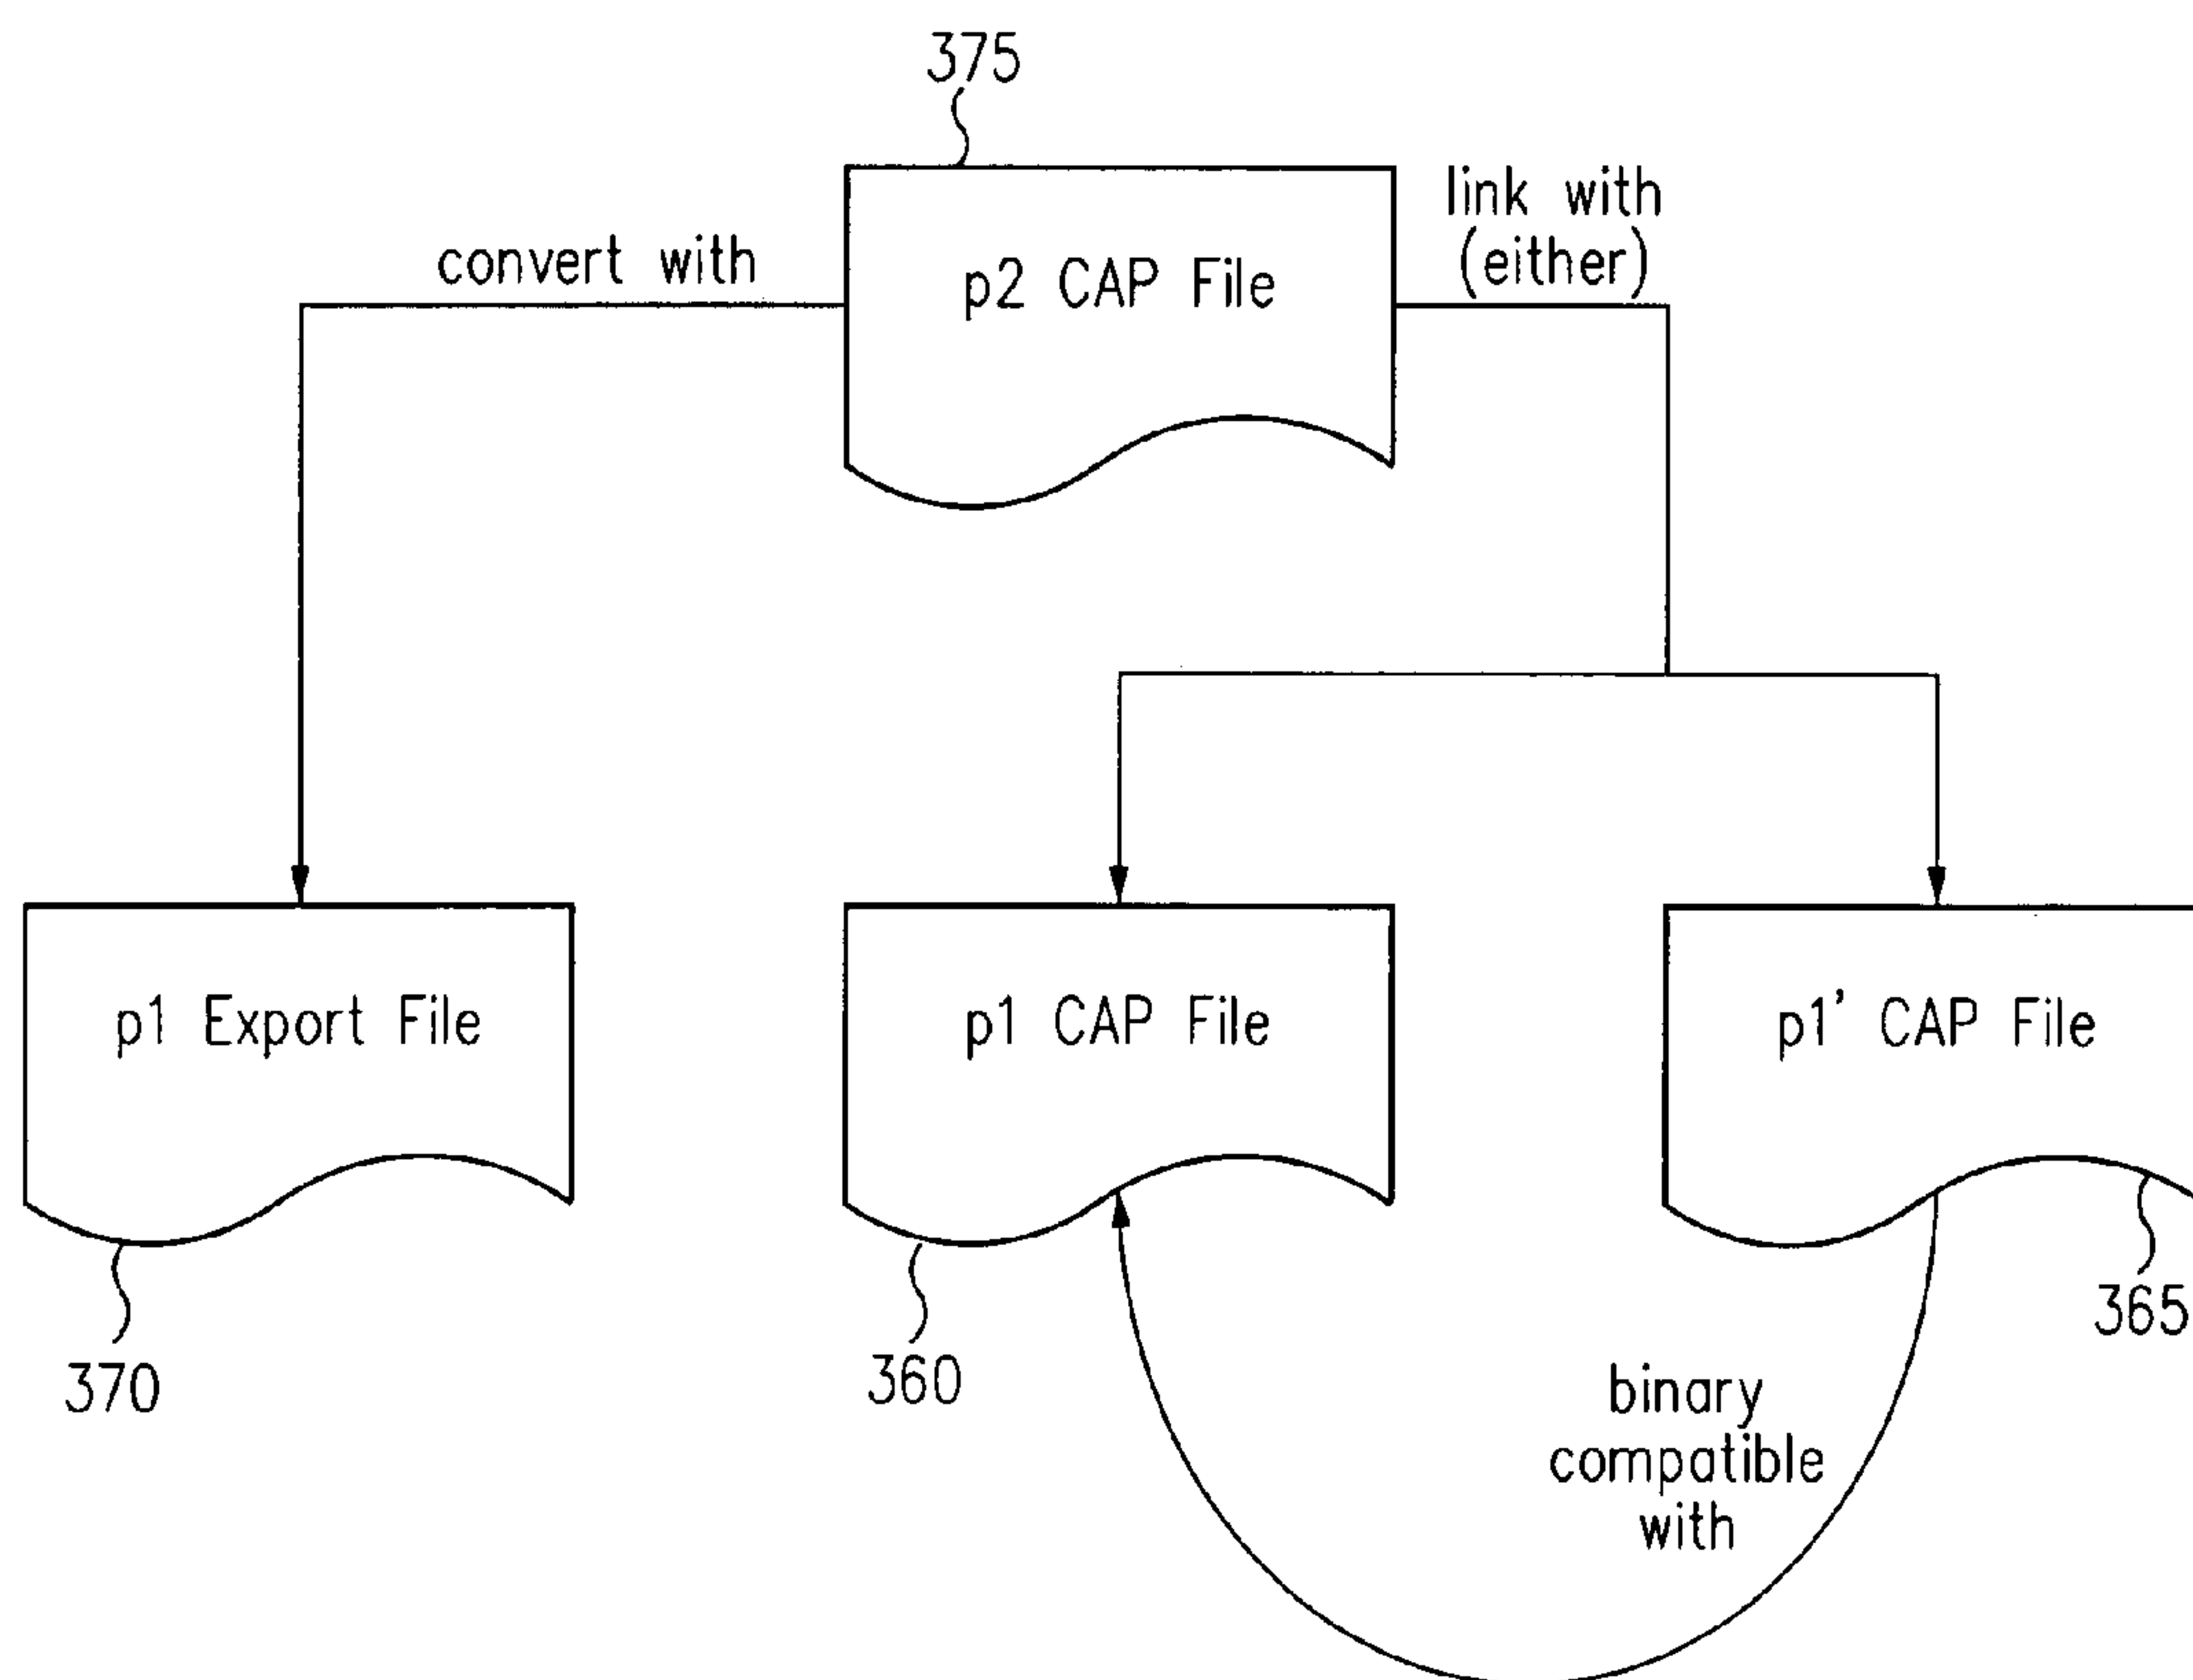 375
link with
(either)
convert with
p2 CAP File
p1 Export File
p1 CAP File
p1' CAP File
365
370
360
binary
compatible
with